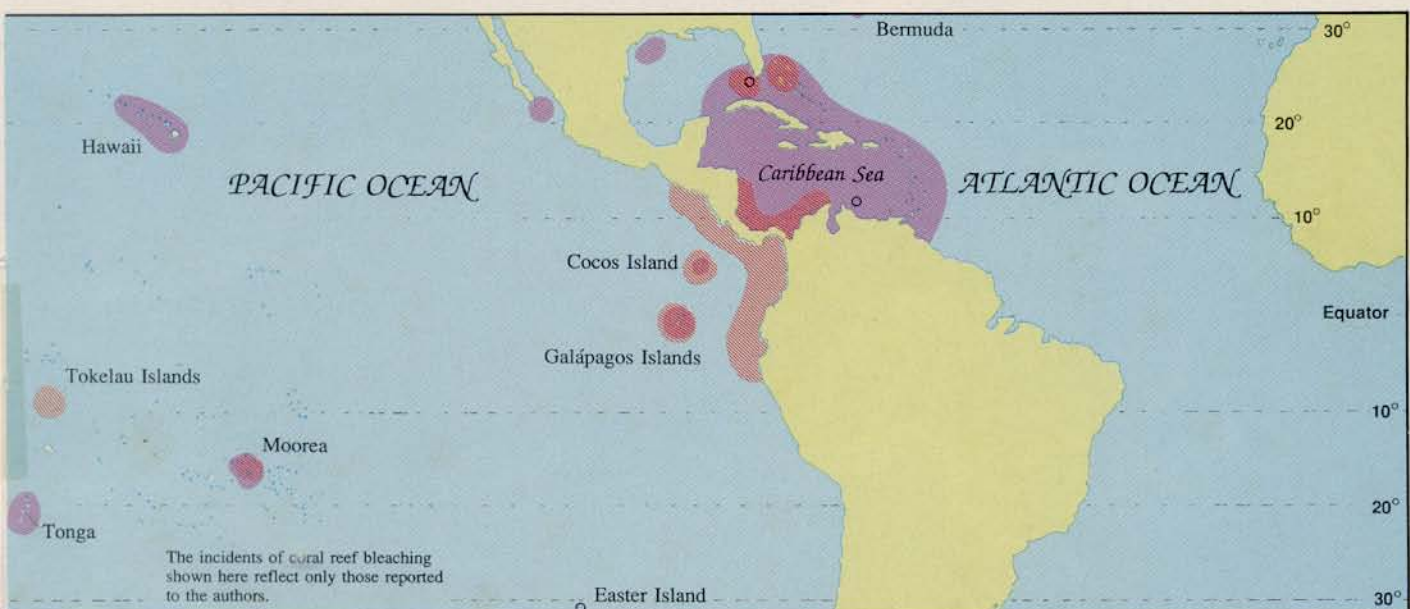 Bermuda
30°
Hawaii
20°
PACIFIC OCEAN
Caribbean Sea
ATLANTIC OCEAN
10°
Cocos Island
Equator
Galápagos Islands
Tokelau Islands
10°
Moorea
20°
Tonga
The incidents of coral reef bleaching
shown here reflect only those reported
to the authors.
Easter Island
30°